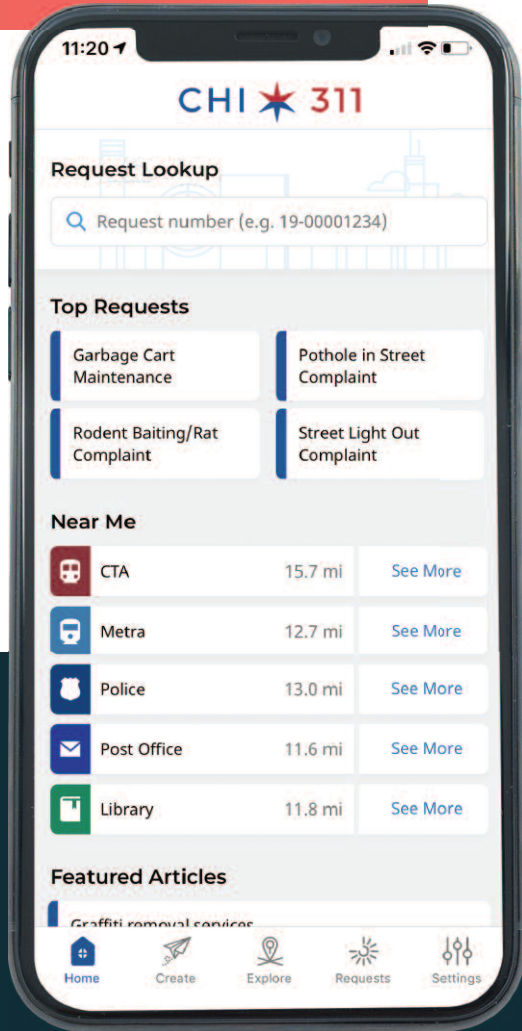 11:20
CHI 311
Request Lookup
Request number (e.g. 19-00001234)
Top Requests
Garbage Cart
Maintenance
Pothole in Street
Complaint
Rodent Baiting/Rat
Complaint
Street Light Out
Complaint
Near Me
CTA 15.7 mi See More
Metra 12.7 mi See More
Police 13.0 mi See More
Post Office 11.6 mi See More
Library 11.8 mi See More
Featured Articles
Graffiti removal services
Home Create Explore Requests Settings